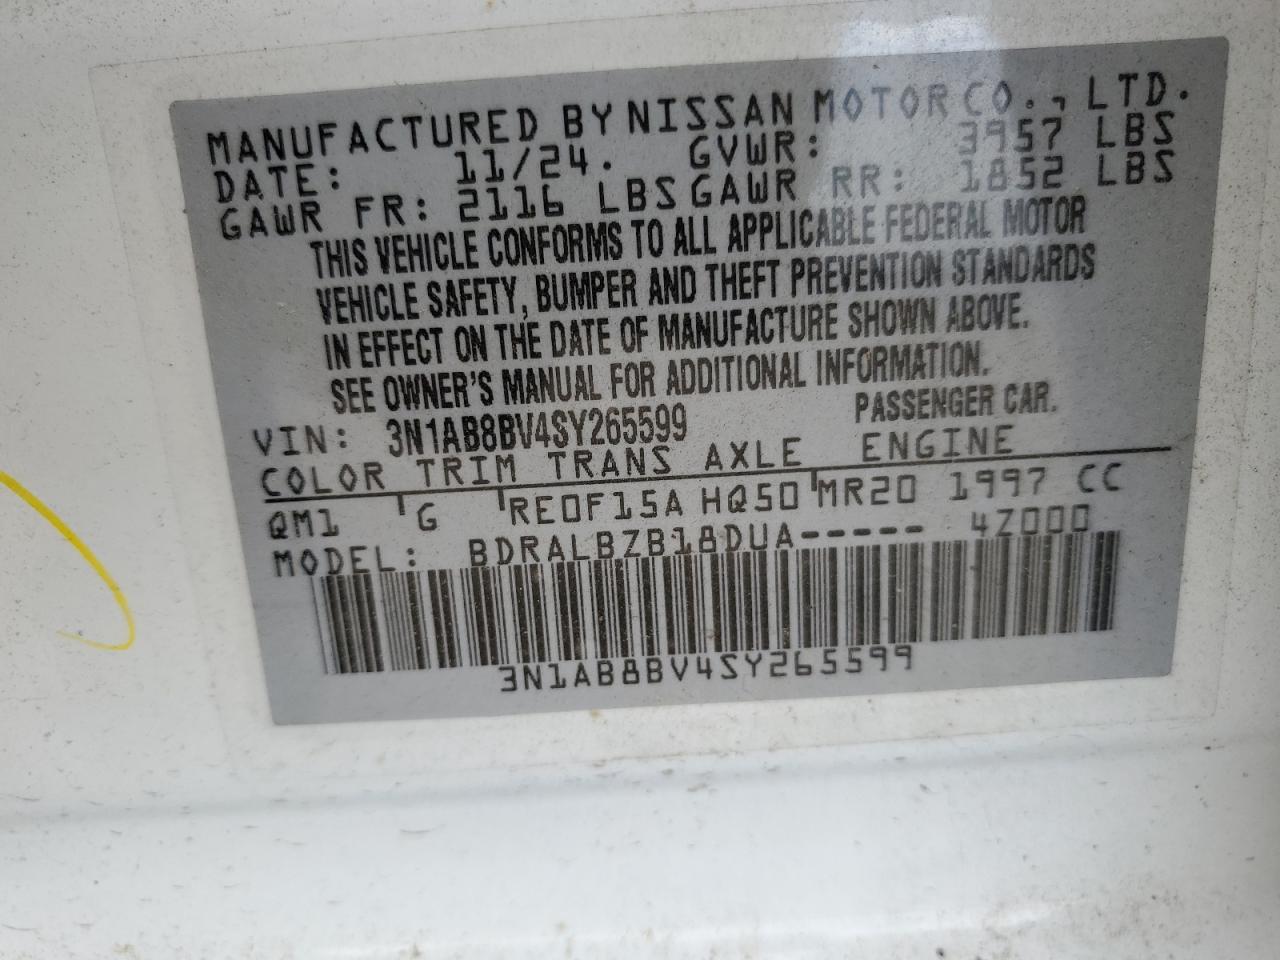 MANUFACTURED BY NISSAN MOTOR CO., LTD.
DATE: 11/24. GVWR: 3957 LBS
GAWR FR: 2116 LBS GAWR RR: 1852 LBS
THIS VEHICLE CONFORMS TO ALL APPLICABLE FEDERAL MOTOR
VEHICLE SAFETY, BUMPER AND THEFT PREVENTION STANDARDS
IN EFFECT ON THE DATE OF MANUFACTURE SHOWN ABOVE.
SEE OWNER'S MANUAL FOR ADDITIONAL INFORMATION.
VIN: 3N1AB8BV4SY265599 PASSENGER CAR.
COLOR TRIM TRANS AXLE ENGINE
QM1 G RE0F15A HQ50 MR20 1997 CC
MODEL: BDRALBZB18DUA----- 4Z000
3N1AB8BV4SY265599